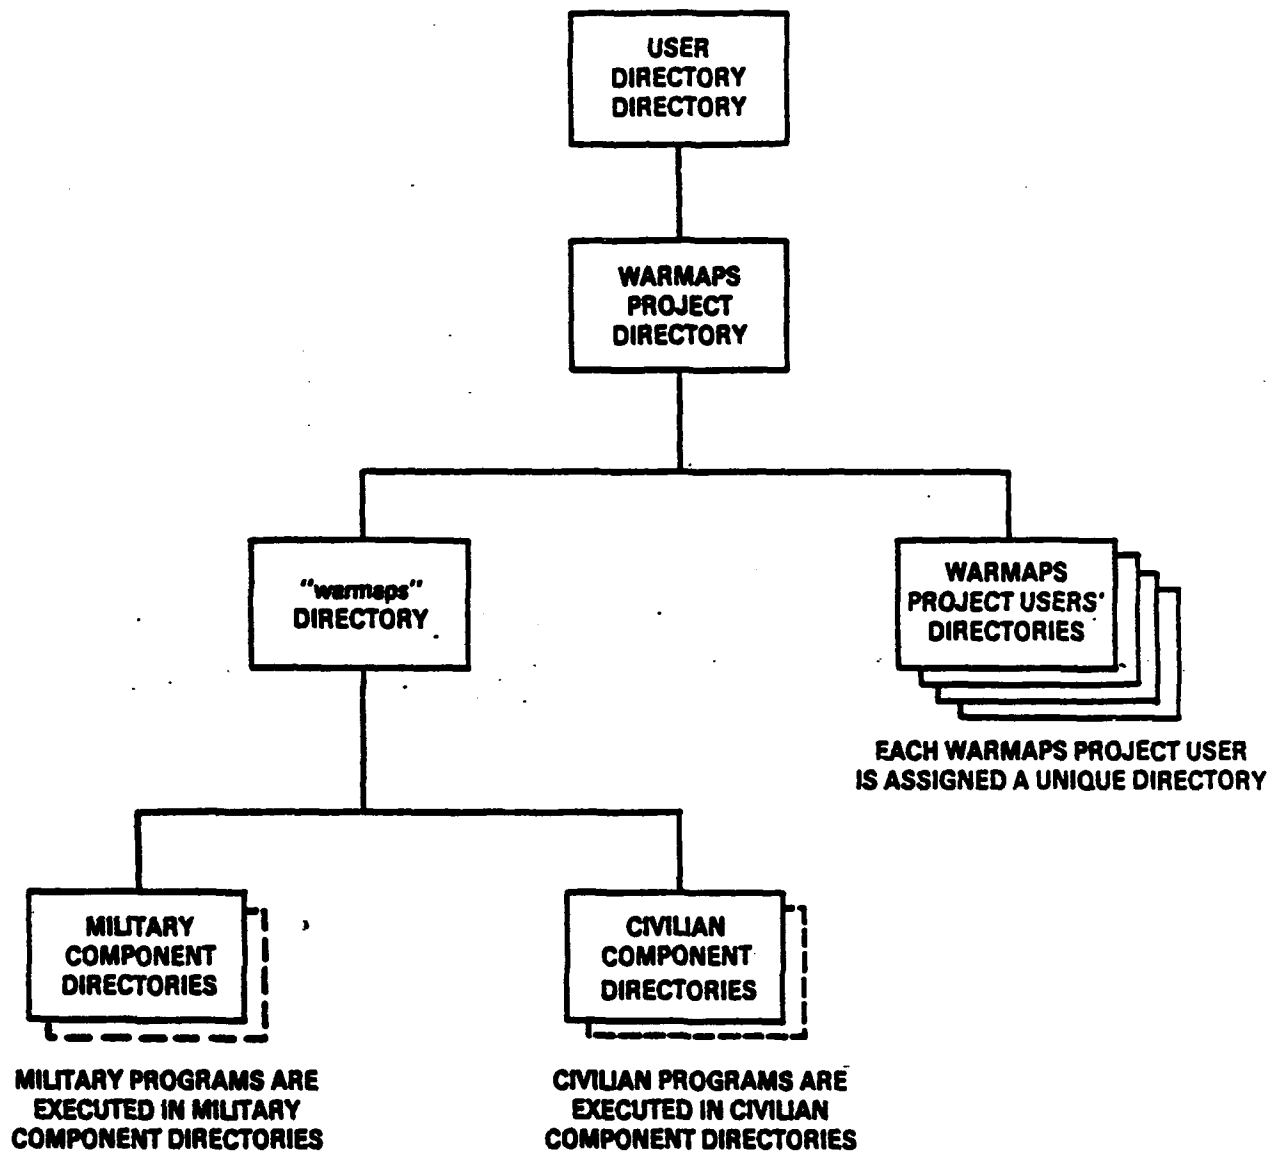 USER
DIRECTORY
DIRECTORY
WARMAPS
PROJECT
DIRECTORY
"warmaps"
DIRECTORY
WARMAPS
PROJECT USERS'
DIRECTORIES
EACH WARMAPS PROJECT USER
IS ASSIGNED A UNIQUE DIRECTORY
MILITARY
COMPONENT
DIRECTORIES
CIVILIAN
COMPONENT
DIRECTORIES
MILITARY PROGRAMS ARE
EXECUTED IN MILITARY
COMPONENT DIRECTORIES
CIVILIAN PROGRAMS ARE
EXECUTED IN CIVILIAN
COMPONENT DIRECTORIES